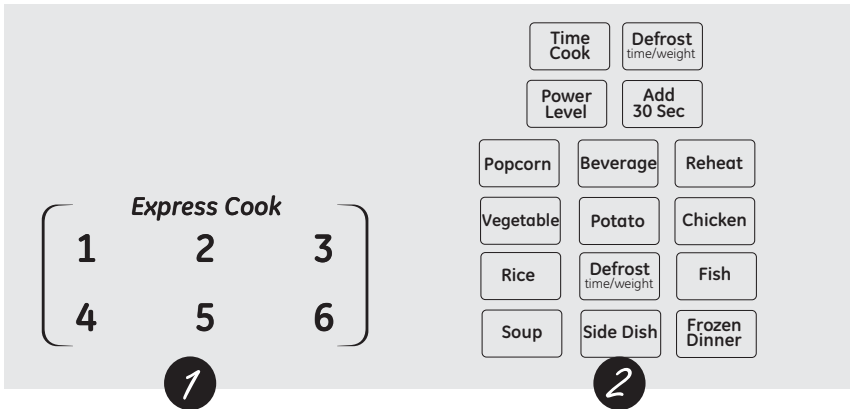 Time
Cook
Defrost
time/weight
Power
Level
Add
30 Sec
Popcorn
Beverage
Reheat
Express Cook
1 2 3
4 5 6
Vegetable
Potato
Chicken
Rice
Defrost
time/weight
Fish
Soup
Side Dish
Frozen
Dinner
1
2